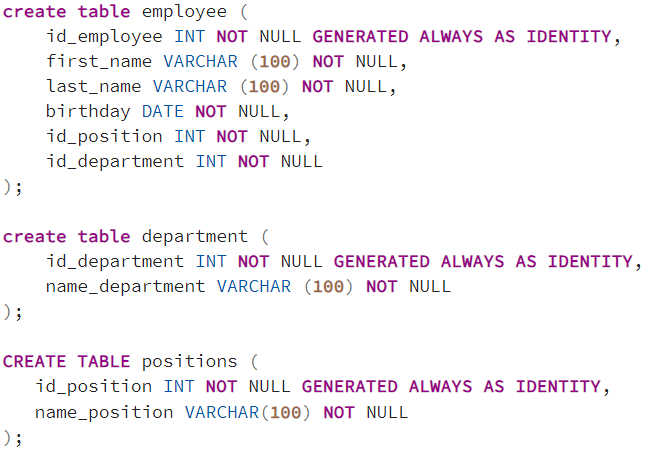 create table employee (
    id_employee INT NOT NULL GENERATED ALWAYS AS IDENTITY,
    first_name VARCHAR (100) NOT NULL,
    last_name VARCHAR (100) NOT NULL,
    birthday DATE NOT NULL,
    id_position INT NOT NULL,
    id_department INT NOT NULL
);

create table department (
    id_department INT NOT NULL GENERATED ALWAYS AS IDENTITY,
    name_department VARCHAR (100) NOT NULL
);

CREATE TABLE positions (
   id_position INT NOT NULL GENERATED ALWAYS AS IDENTITY,
   name_position VARCHAR(100) NOT NULL
);